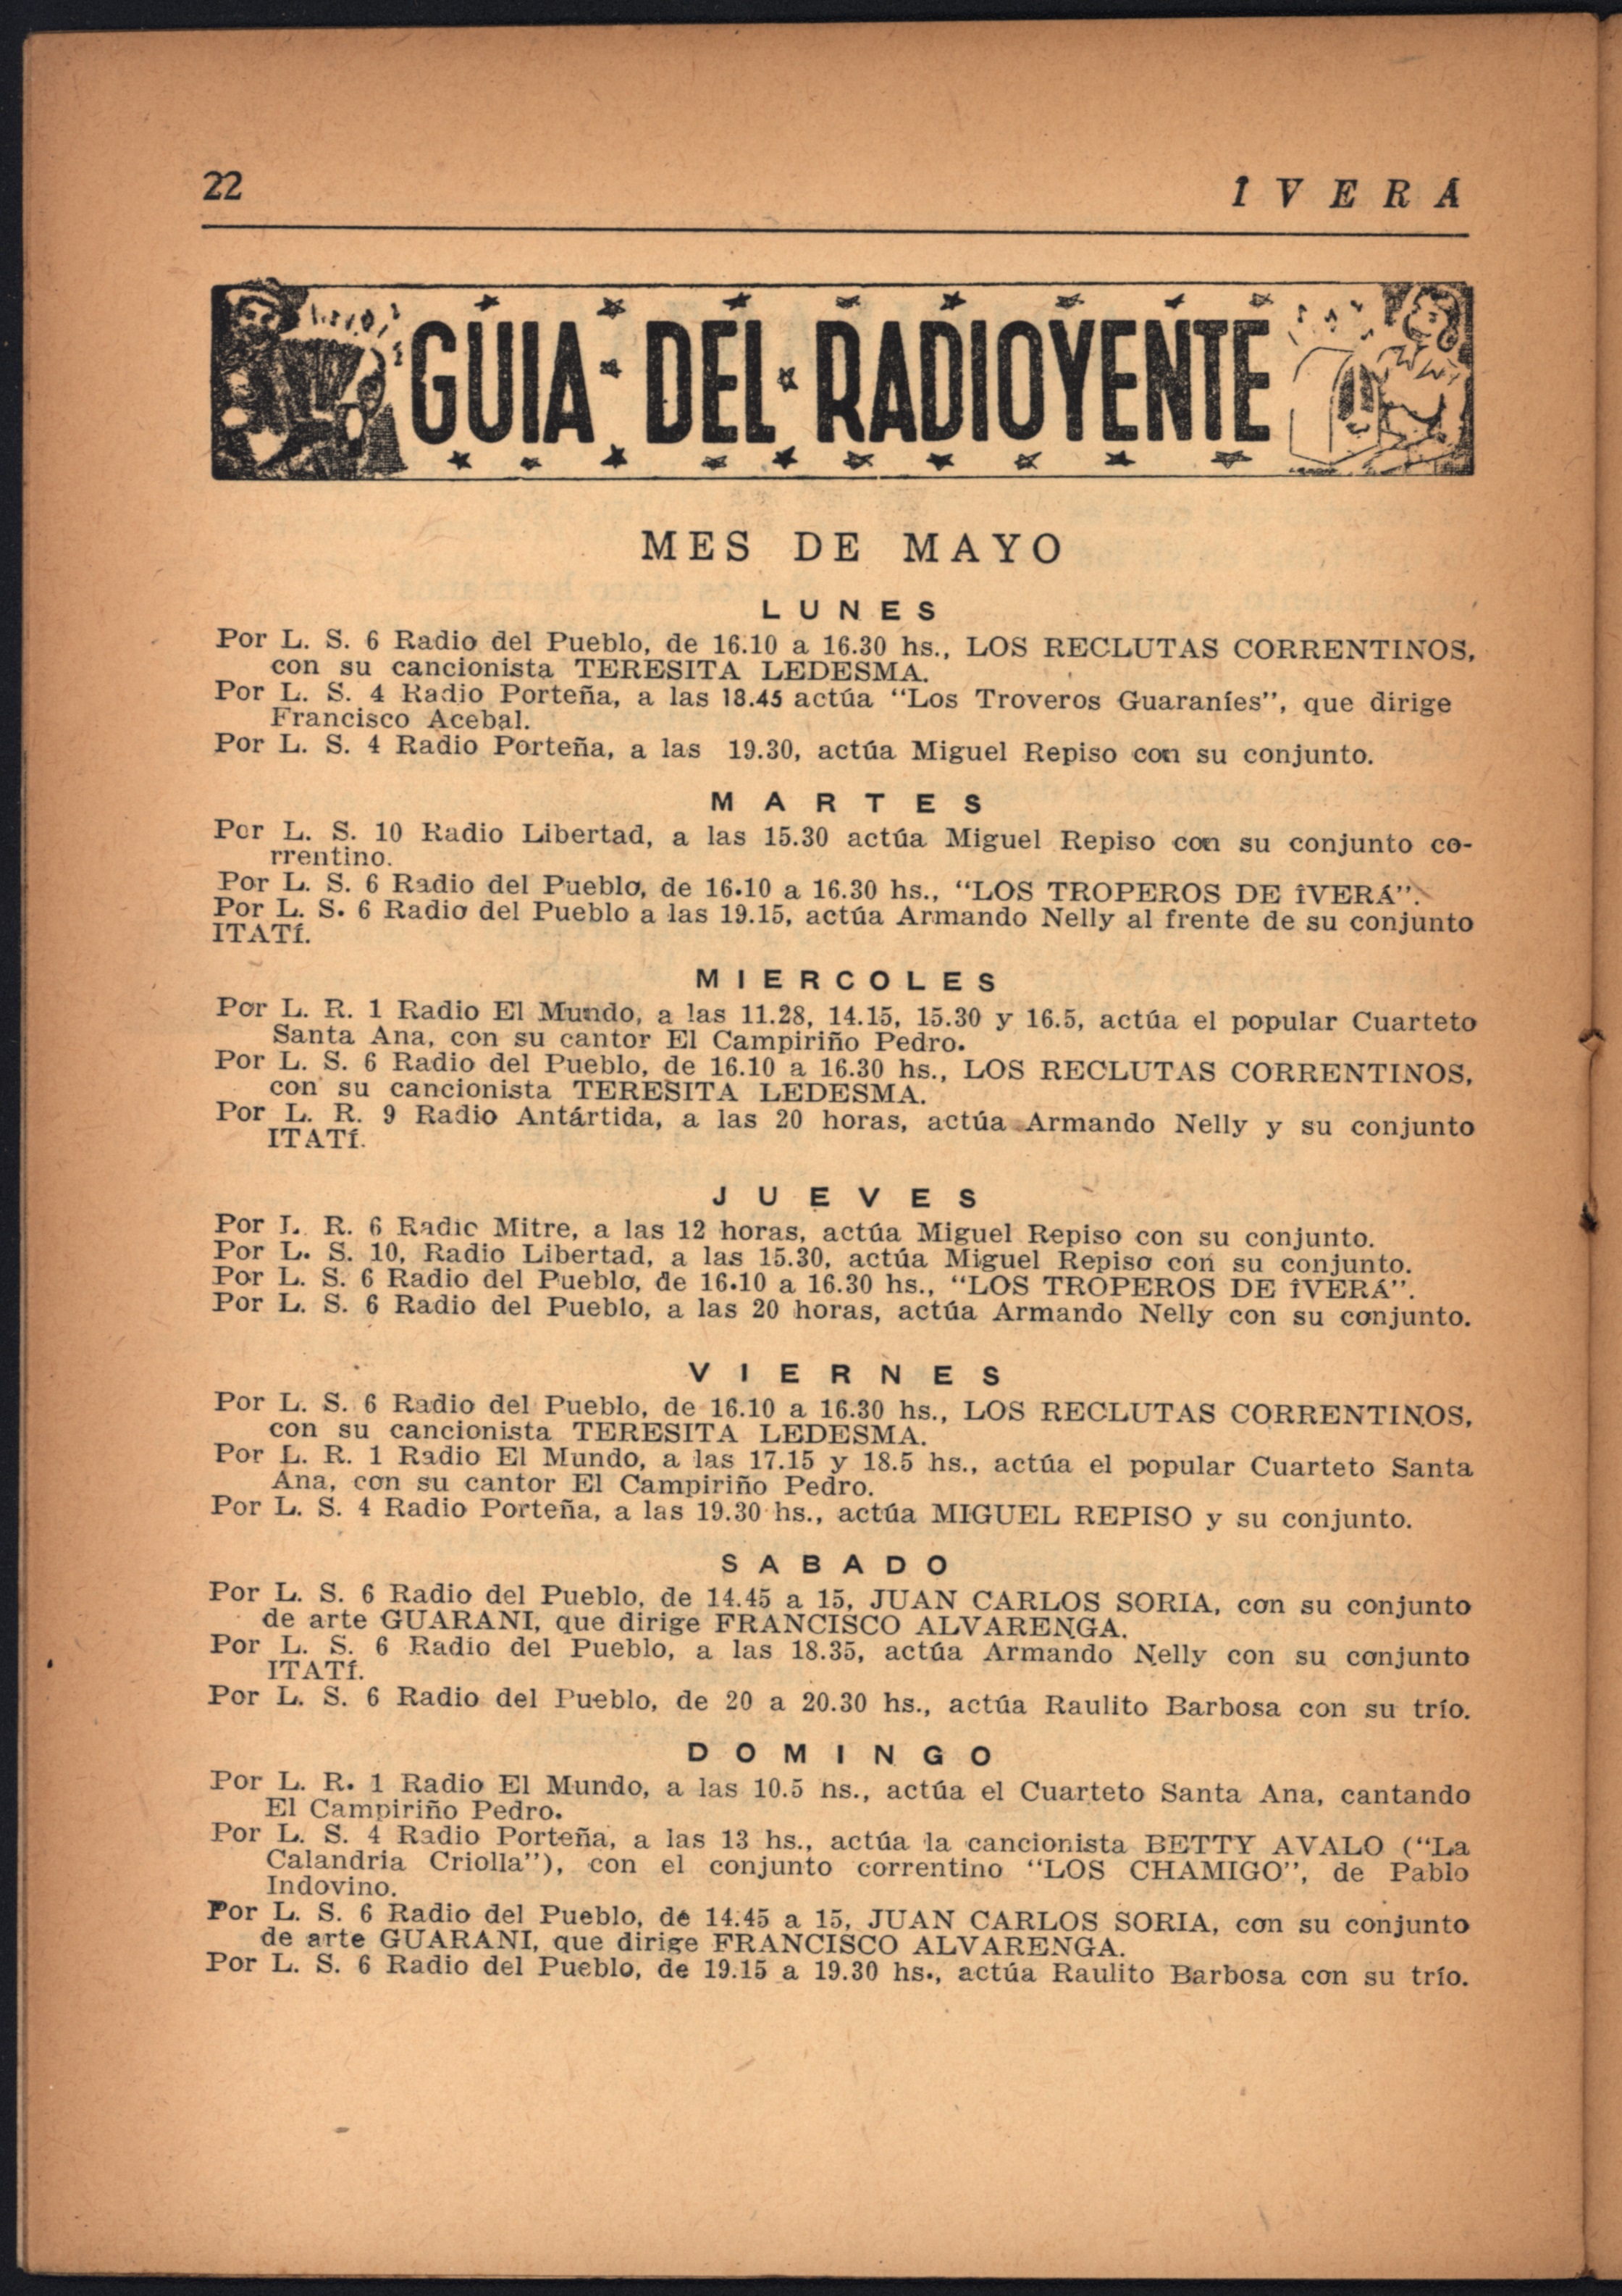 22
ÎVERÁ
GUIA DEL RADIOYENTE
MES DE MAYO
LUNES
Por L. S. 6 Radio del Pueblo, de 16.10 a 16.30 hs., LOS RECLUTAS CORRENTINOS,
con su cancionista TERESITA LEDESMA.
Por L. S. 4 Radio Porteña, a las 18.45 actúa “Los Troveros Guaraníes”, que dirige
Francisco Acebal.
Por L. S. 4 Radio Porteña, a las 19.30, actúa Miguel Repiso con su conjunto.
MARTES
Por L. S. 10 Radio Libertad, a las 15.30 actúa Miguel Repiso con su conjunto co-
rrentino.
Por L. S. 6 Radio del Pueblo, de 16.10 a 16.30 hs., “LOS TROPEROS DE ÎVERÁ”.
Por L. S. 6 Radio del Pueblo a las 19.15, actúa Armando Nelly al frente de su conjunto
ITATÍ.
MIERCOLES
Por L. R. 1 Radio El Mundo, a las 11.28, 14.15, 15.30 y 16.5, actúa el popular Cuarteto
Santa Ana, con su cantor El Campiriño Pedro.
Por L. S. 6 Radio del Pueblo, de 16.10 a 16.30 hs., LOS RECLUTAS CORRENTINOS,
con su cancionista TERESITA LEDESMA.
Por L. R. 9 Radio Antártida, a las 20 horas, actúa Armando Nelly y su conjunto
ITATÍ.
JUEVES
Por L. R. 6 Radio Mitre, a las 12 horas, actúa Miguel Repiso con su conjunto.
Por L. S. 10, Radio Libertad, a las 15.30, actúa Miguel Repiso con su conjunto.
Por L. S. 6 Radio del Pueblo, de 16.10 a 16.30 hs., “LOS TROPEROS DE ÎVERÁ”.
Por L. S. 6 Radio del Pueblo, a las 20 horas, actúa Armando Nelly con su conjunto.
VIERNES
Por L. S. 6 Radio del Pueblo, de 16.10 a 16.30 hs., LOS RECLUTAS CORRENTINOS,
con su cancionista TERESITA LEDESMA.
Por L. R. 1 Radio El Mundo, a las 17.15 y 18.5 hs., actúa el popular Cuarteto Santa
Ana, con su cantor El Campiriño Pedro.
Por L. S. 4 Radio Porteña, a las 19.30 hs., actúa MIGUEL REPISO y su conjunto.
SABADO
Por L. S. 6 Radio del Pueblo, de 14.45 a 15, JUAN CARLOS SORIA, con su conjunto
de arte GUARANI, que dirige FRANCISCO ALVARENGA.
Por L. S. 6 Radio del Pueblo, a las 18.35, actúa Armando Nelly con su conjunto
ITATÍ.
Por L. S. 6 Radio del Pueblo, de 20 a 20.30 hs., actúa Raulito Barbosa con su trío.
DOMINGO
Por L. R. 1 Radio El Mundo, a las 10.5 hs., actúa el Cuarteto Santa Ana, cantando
El Campiriño Pedro.
Por L. S. 4 Radio Porteña, a las 13 hs., actúa la cancionista BETTY AVALO (“La
Calandria Criolla”), con el conjunto correntino “LOS CHAMIGO”, de Pablo
Indovino.
Por L. S. 6 Radio del Pueblo, de 14.45 a 15, JUAN CARLOS SORIA, con su conjunto
de arte GUARANI, que dirige FRANCISCO ALVARENGA.
Por L. S. 6 Radio del Pueblo, de 19.15 a 19.30 hs., actúa Raulito Barbosa con su trío.